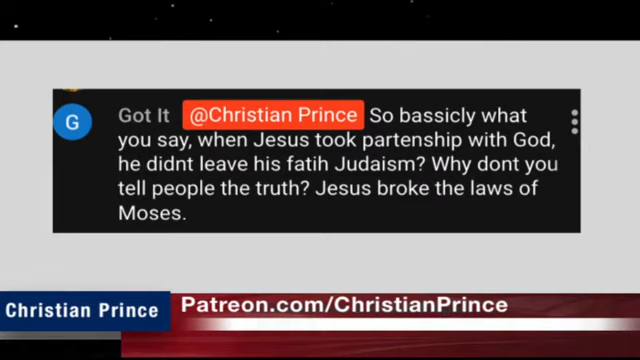 G
Got It @Christian Prince So bassicly what
you say, when Jesus took partenship with God,
he didnt leave his fatih Judaism? Why dont you
tell people the truth? Jesus broke the laws of
Moses.
Christian Prince
Patreon.com/ChristianPrince